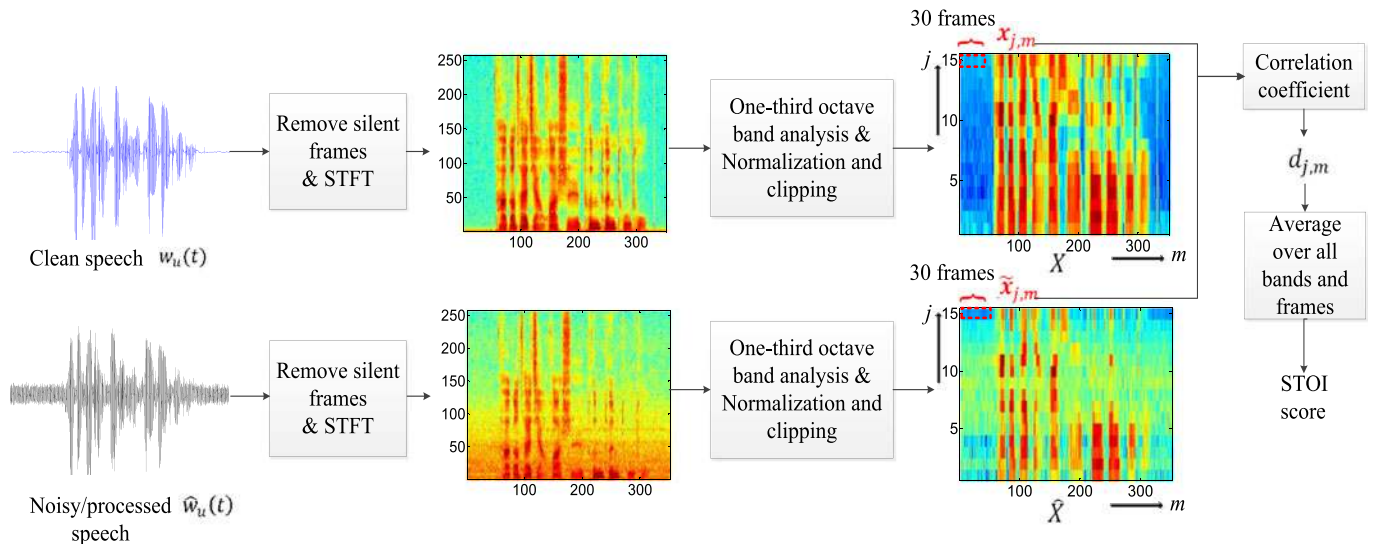 Clean speech w_u(t)
Remove silent
frames
& STFT
250
200
150
100
50
100
200
300
One-third octave
band analysis &
Normalization and
clipping
30 frames
x_{j,m}
j
15
10
5
100
200
300
X
m
Correlation
coefficient
d_{j,m}
Average
over all
bands and
frames
STOI
score
Noisy/processed ŵ_u(t)
speech
Remove silent
frames
& STFT
250
200
150
100
50
100
200
300
One-third octave
band analysis &
Normalization and
clipping
30 frames
x̃_{j,m}
j
15
10
5
100
200
300
X̂
m